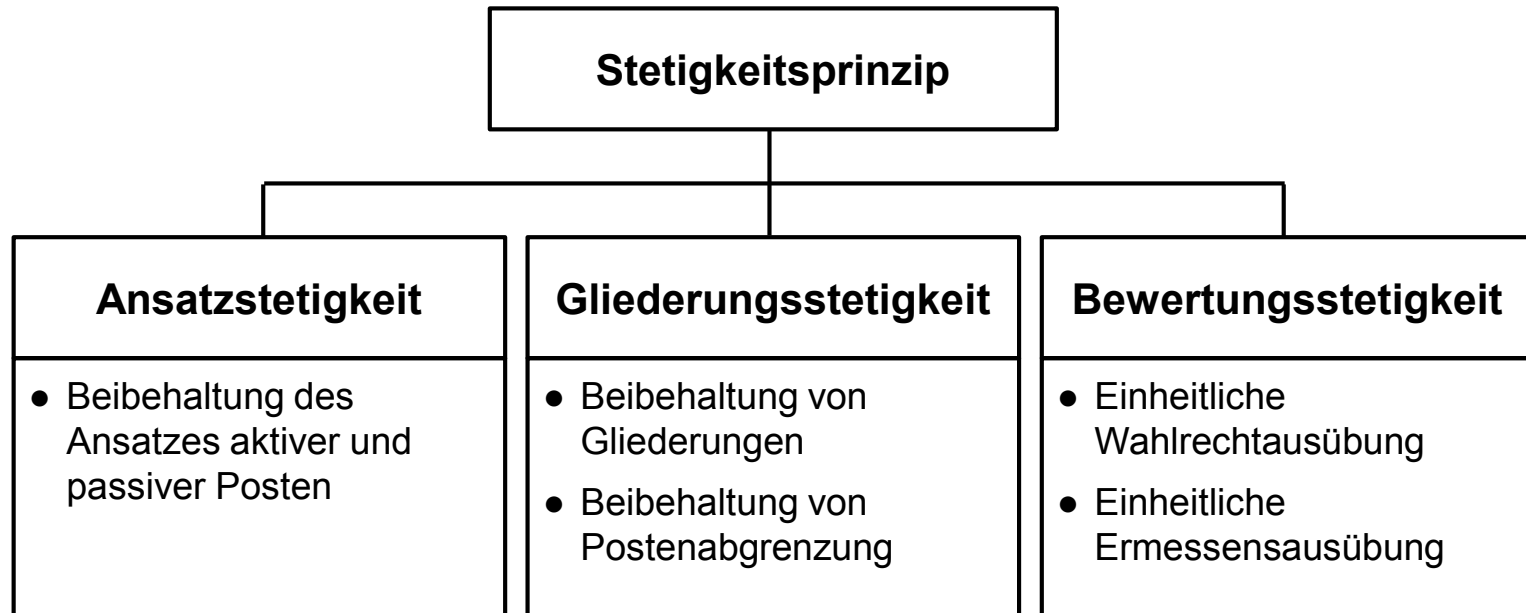 Stetigkeitsprinzip
Ansatzstetigkeit
● Beibehaltung des
Ansatzes aktiver und
passiver Posten
Gliederungsstetigkeit
● Beibehaltung von
Gliederungen
● Beibehaltung von
Postenabgrenzung
Bewertungsstetigkeit
● Einheitliche
Wahlrechtausübung
● Einheitliche
Ermessensausübung